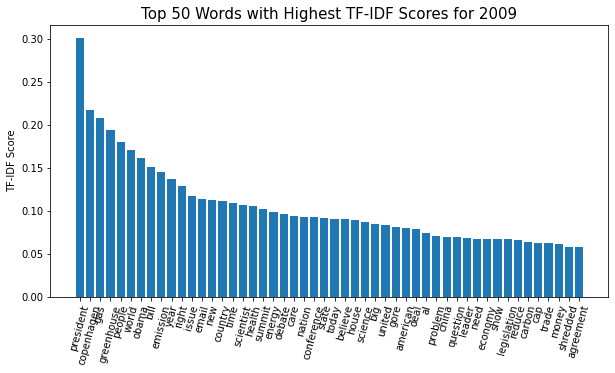 Top 50 Words with Highest TF-IDF Scores for 2009
TF-IDF Score
0.30
0.25
0.20
0.15
0.10
0.05
0.00
president
copenhagen
gas
greenhouse
people
world
obama
bill
emission
year
right
issue
email
new
country
time
scientist
health
summit
energy
debate
care
nation
conference
state
today
believe
house
science
big
united
gore
american
deal
al
problem
china
question
leader
need
economy
show
legislation
reduce
carbon
cap
trade
money
shredded
agreement